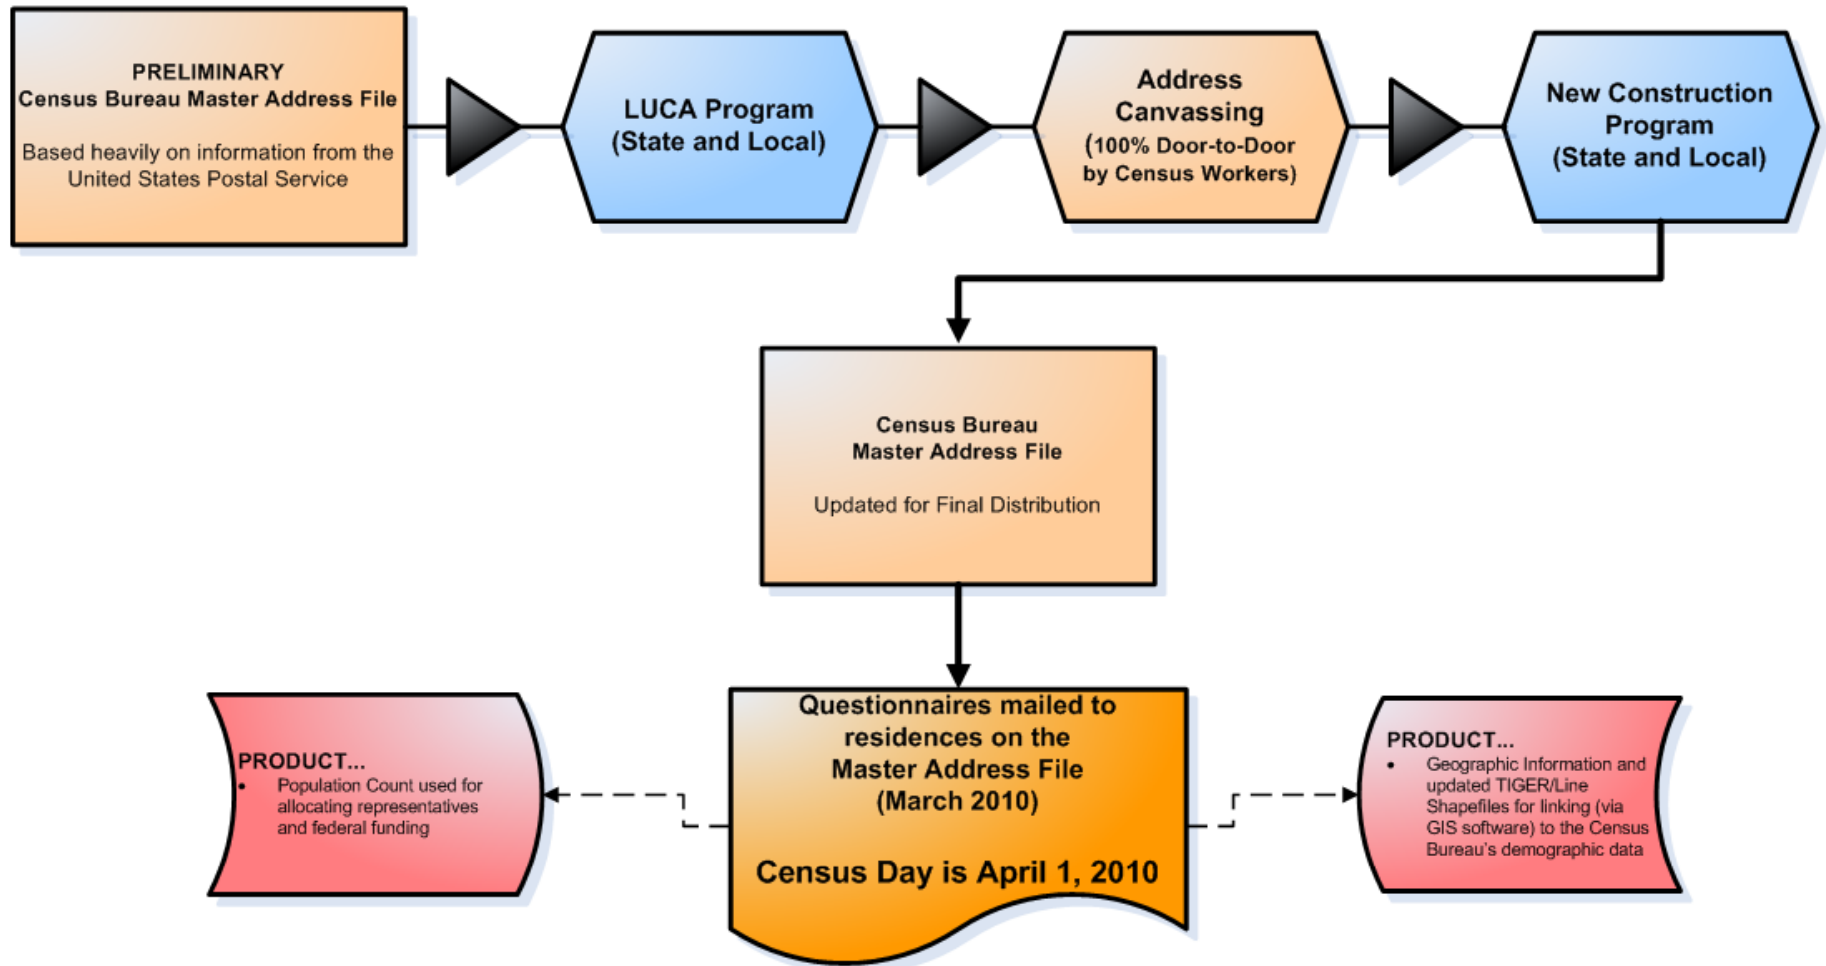 PRELIMINARY
Census Bureau Master Address File
Based heavily on information from the
United States Postal Service
LUCA Program
(State and Local)
Address
Canvassing
(100% Door-to-Door
by Census Workers)
New Construction
Program
(State and Local)
Census Bureau
Master Address File
Updated for Final Distribution
Questionnaires mailed to
residences on the
Master Address File
(March 2010)
Census Day is April 1, 2010
PRODUCT...
• Population Count used for
allocating representatives
and federal funding
PRODUCT...
• Geographic Information and
updated TIGER/Line
Shapefiles for linking (via
GIS software) to the Census
Bureau's demographic data